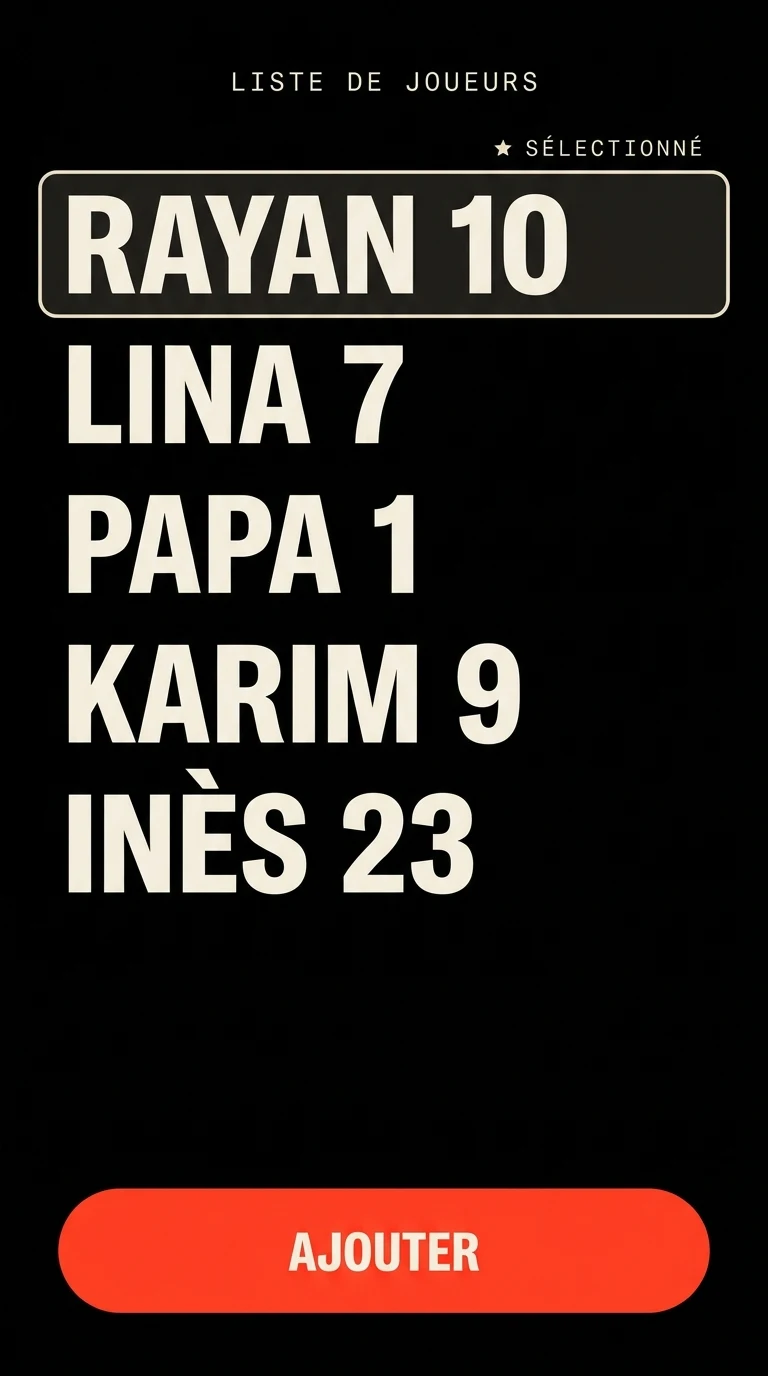 LISTE DE JOUEURS
★ SÉLECTIONNÉ
RAYAN 10
LINA 7
PAPA 1
KARIM 9
INÈS 23
AJOUTER